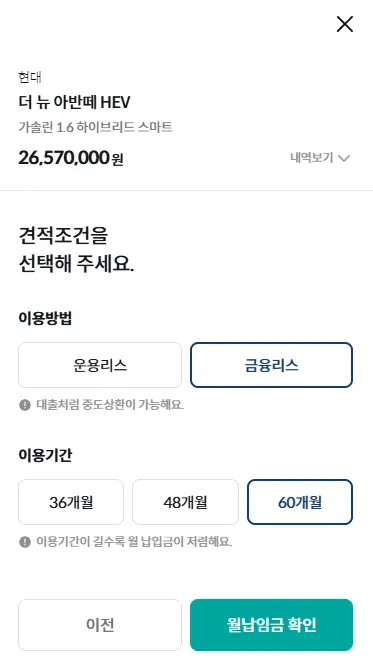 현대
더 뉴 아반떼 HEV
가솔린 1.6 하이브리드 스마트
26,570,000 원
내역보기
견적조건을
선택해 주세요.
이용방법
운용리스
금융리스
대출처럼 중도상환이 가능해요.
이용기간
36개월
48개월
60개월
이용기간이 길수록 월 납입금이 저렴해요.
이전
월납입금 확인